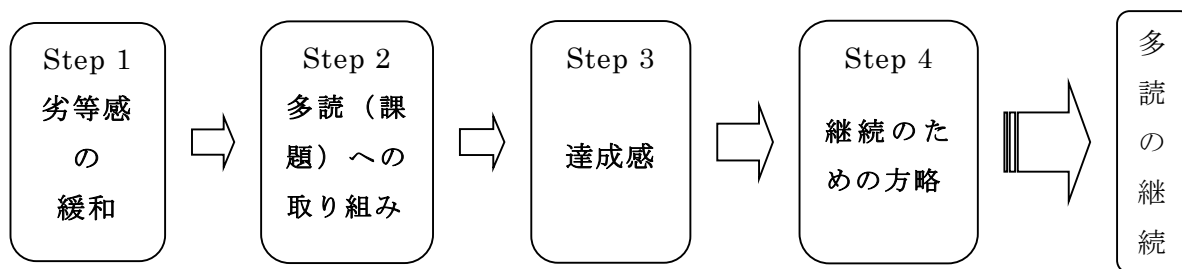 Step 1
劣等感
の
緩和
Step 2
多読（課
題）への
取り組み
Step 3
達成感
Step 4
継続のた
めの方略
多読の継続